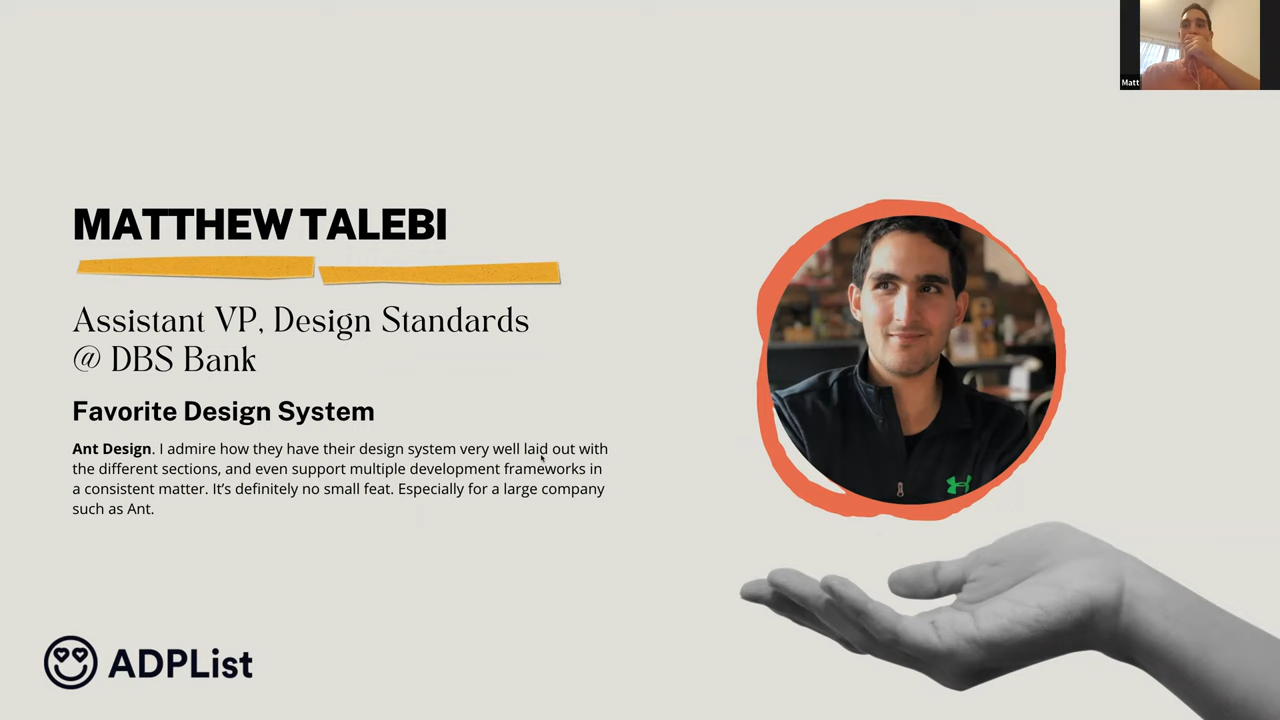 Matt
MATTHEW TALEBI
Assistant VP, Design Standards
@ DBS Bank
Favorite Design System
Ant Design. I admire how they have their design system very well laid out with
the different sections, and even support multiple development frameworks in
a consistent matter. It’s definitely no small feat. Especially for a large company
such as Ant.
ADPList